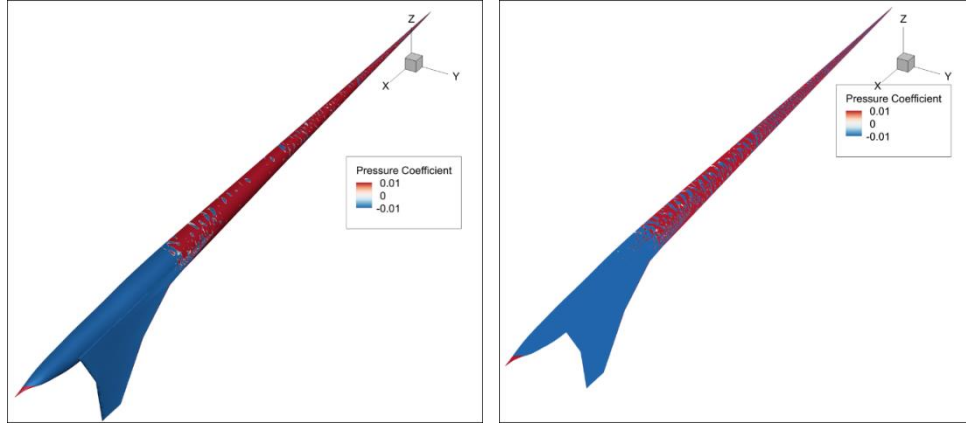 Z
Y
X
Pressure Coefficient
0.01
0
-0.01
Z
Y
X
Pressure Coefficient
0.01
0
-0.01